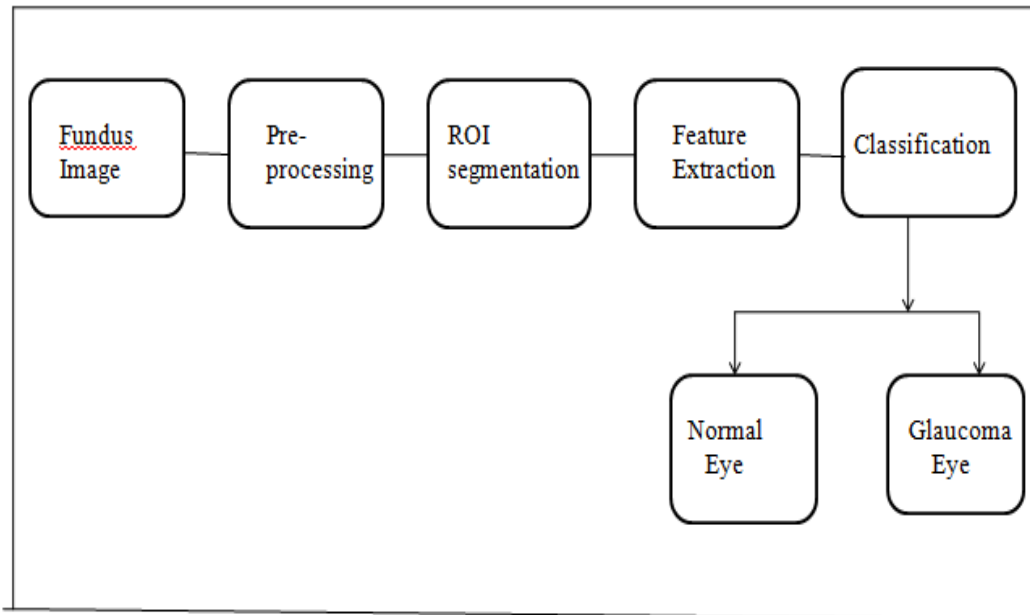 Fundus
Image
Pre-
processing
ROI
segmentation
Feature
Extraction
Classification
Normal
Eye
Glaucoma
Eye